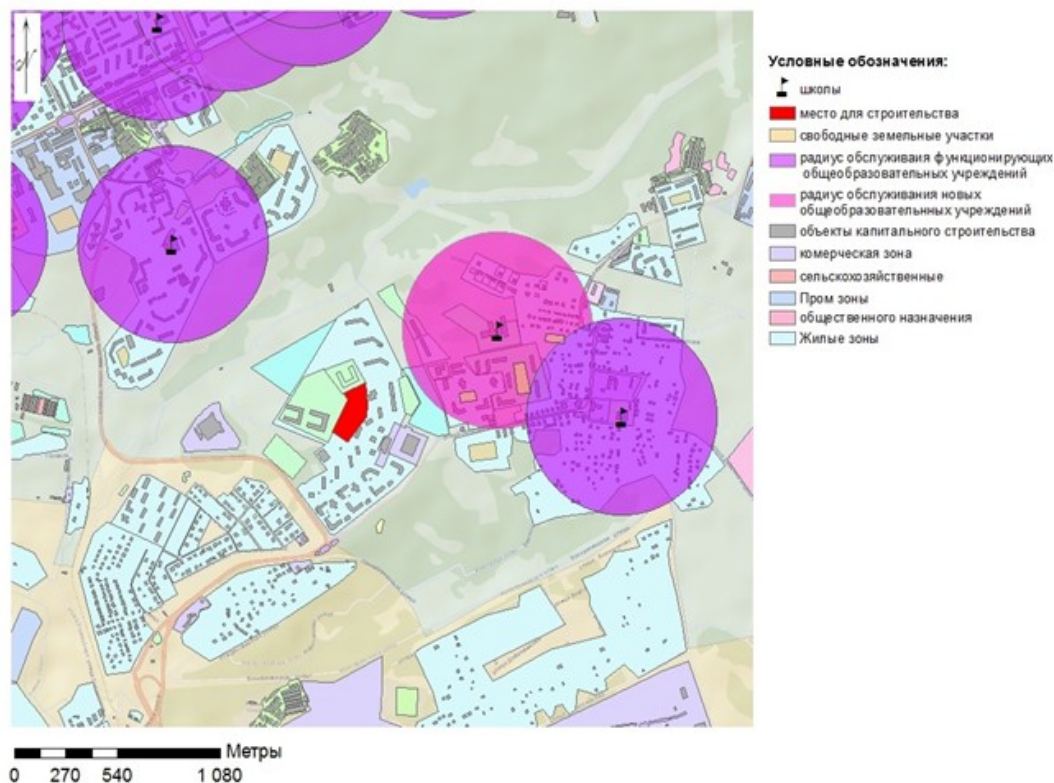 N
Условные обозначения:
школы
место для строительства
свободные земельные участки
радиус обслуживаия функционирующих
общеобразовательных учреждений
радиус обслуживания новых
общеобразовательнных учреждений
объекты капитального строительства
комерческая зона
сельскохозяйственные
Пром зоны
общественного назначения
Жилые зоны
Метры
0 270 540 1 080